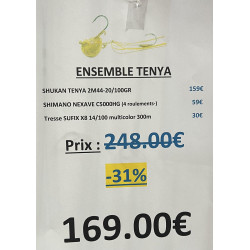 ENSEMBLE TENYA
SHUKAN TENYA 2M44-20/100GR 159€
SHIMANO NEXAVE C5000HG (4 roulements-) 59€
Tresse SUFIX X8 14/100 multicolor 300m 30€
Prix : 248.00€
-31%
169.00€